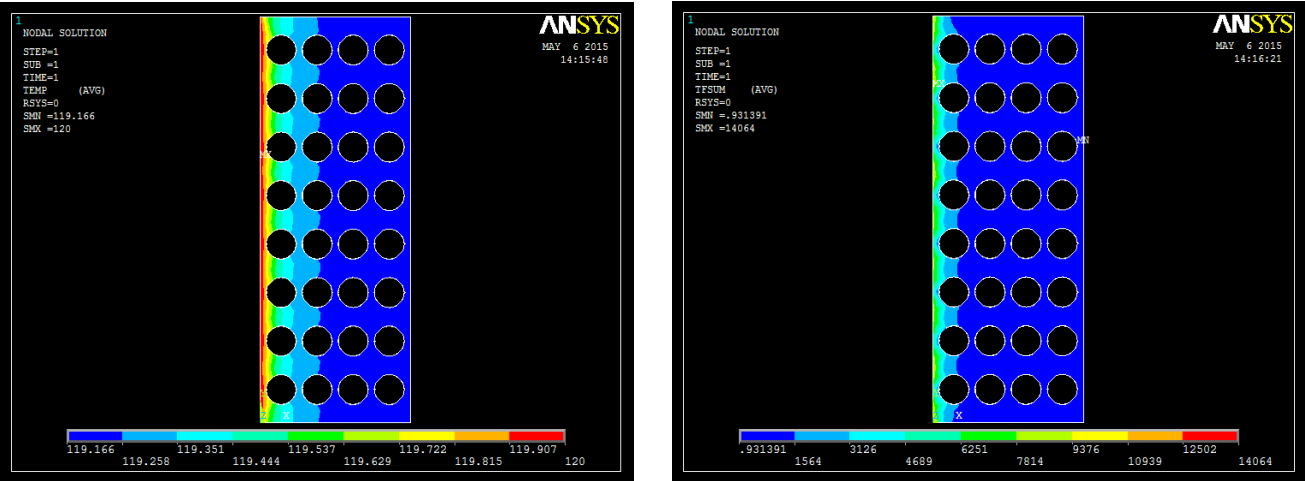 1
NODAL SOLUTION
STEP=1
SUB =1
TIME=1
TEMP (AVG)
RSYS=0
SMN =119.166
SMX =120
ANSYS
MAY 6 2015
14:15:48
MX
Z X
119.166 119.351 119.537 119.722 119.907
119.258 119.444 119.629 119.815 120
1
NODAL SOLUTION
STEP=1
SUB =1
TIME=1
TFSUM (AVG)
RSYS=0
SMN =.931391
SMX =14064
ANSYS
MAY 6 2015
14:16:21
MX
MN
Z X
.931391 3126 6251 9376 12502
1564 4689 7814 10939 14064